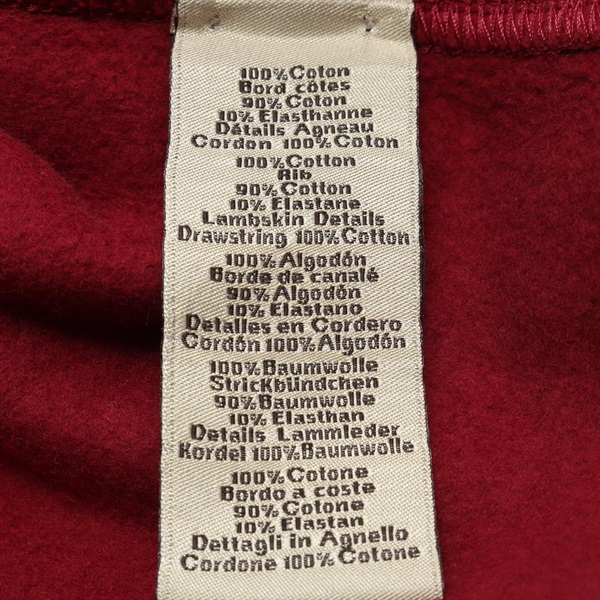 100% Coton
Bord côtes
90% Coton
10% Elasthanne
Détails Agneau
Cordon 100% Coton
100% Cotton
Rib
90% Cotton
10% Elastane
Lambskin Details
Drawstring 100% Cotton
100% Algodón
Borde de canalé
90% Algodón
10% Elastano
Detalles en Cordero
Cordón 100% Algodón
100% Baumwolle
StricKbündchen
90% Baumwolle
10% Elasthan
Details Lammleder
Kordel 100% Baumwolle
100% Cotone
Bordo a coste
90% Cotone
10% Elastan
Dettagli in Agnello
Cordone 100% Cotone